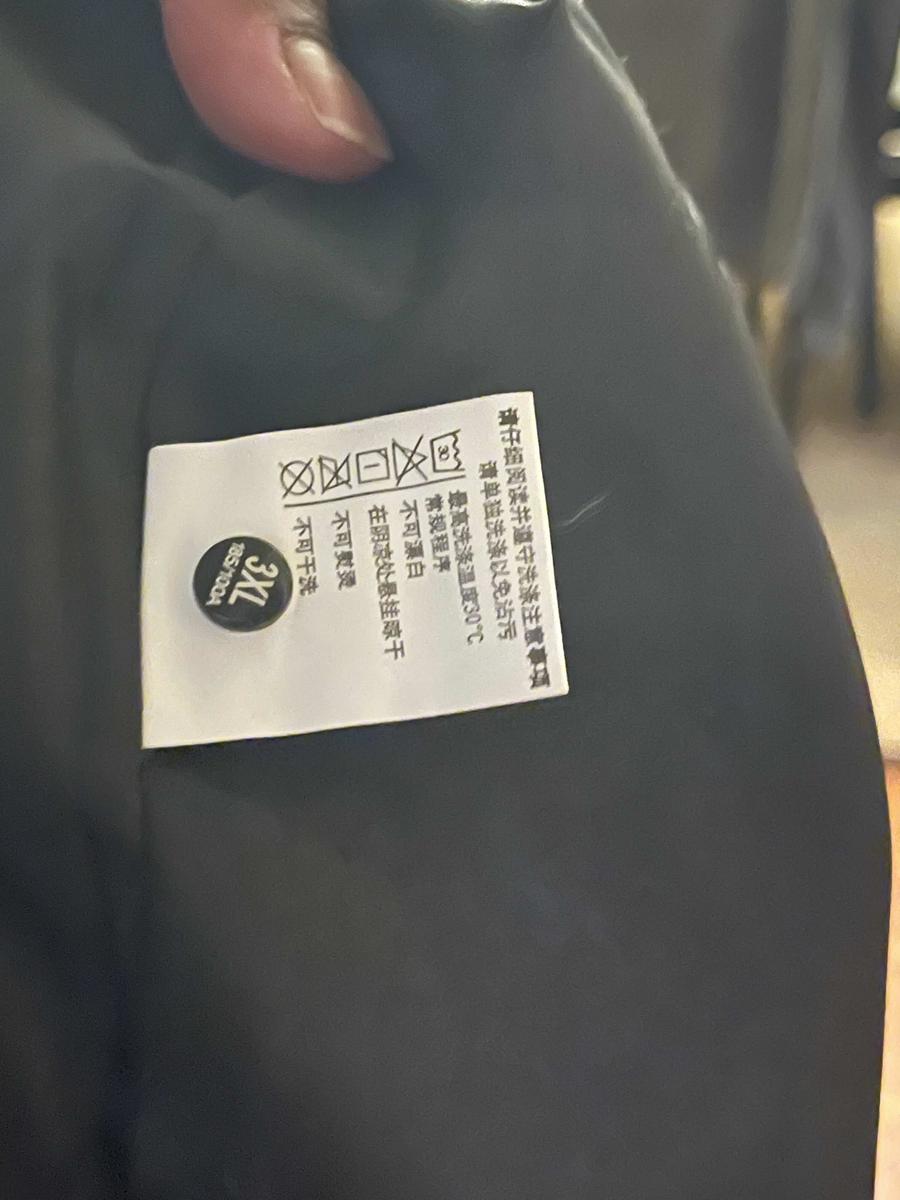 请仔细阅读并遵守洗涤注意事项
请单独洗涤以免沾污
30
最高洗涤温度30℃
常规程序
不可漂白
在阴凉处悬挂晾干
不可熨烫
不可干洗
3XL
185/100A